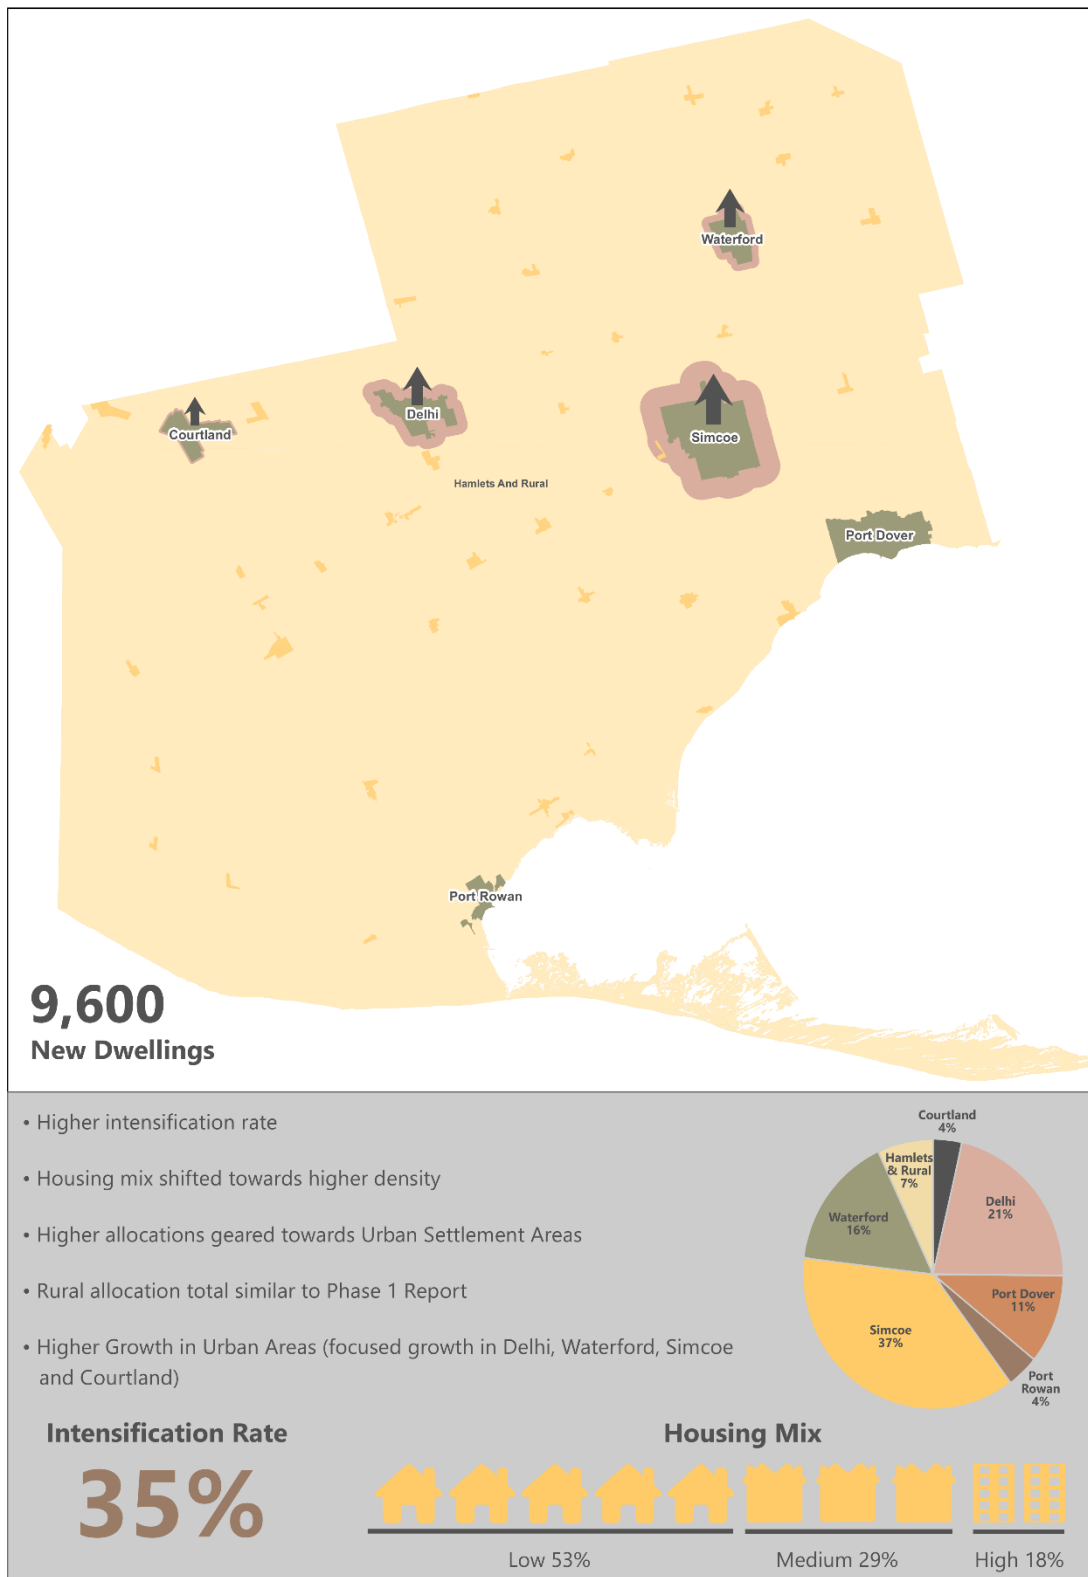 Waterford
Delhi
Courtland
Simcoe
Hamlets And Rural
Port Dover
Port Rowan
9,600
New Dwellings
• Higher intensification rate
• Housing mix shifted towards higher density
• Higher allocations geared towards Urban Settlement Areas
• Rural allocation total similar to Phase 1 Report
• Higher Growth in Urban Areas (focused growth in Delhi, Waterford, Simcoe
and Courtland)
Courtland
4%
Hamlets
& Rural
7%
Delhi
21%
Waterford
16%
Port Dover
11%
Simcoe
37%
Port
Rowan
4%
Intensification Rate
35%
Housing Mix
Low 53%
Medium 29%
High 18%